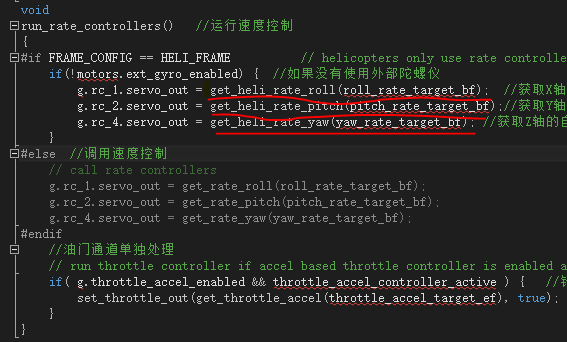 void
run_rate_controllers()   //运行速度控制
{
#if FRAME_CONFIG == HELI_FRAME          // helicopters only use rate controlle
    if(!motors.ext_gyro_enabled) {  //如果没有使用外部陀螺仪
        g.rc_1.servo_out = get_heli_rate_roll(roll_rate_target_bf);  //获取X轴
        g.rc_2.servo_out = get_heli_rate_pitch(pitch_rate_target_bf);//获取Y轴
        g.rc_4.servo_out = get_heli_rate_yaw(yaw_rate_target_bf); //获取Z轴的自
    }
#else  //调用速度控制
    // call rate controllers
    g.rc_1.servo_out = get_rate_roll(roll_rate_target_bf);
    g.rc_2.servo_out = get_rate_pitch(pitch_rate_target_bf);
    g.rc_4.servo_out = get_rate_yaw(yaw_rate_target_bf);
#endif
    //油门通道单独处理
    // run throttle controller if accel based throttle controller is enabled a
    if( g.throttle_accel_enabled && throttle_accel_controller_active ) {   //
        set_throttle_out(get_throttle_accel(throttle_accel_target_ef), true);
    }
}